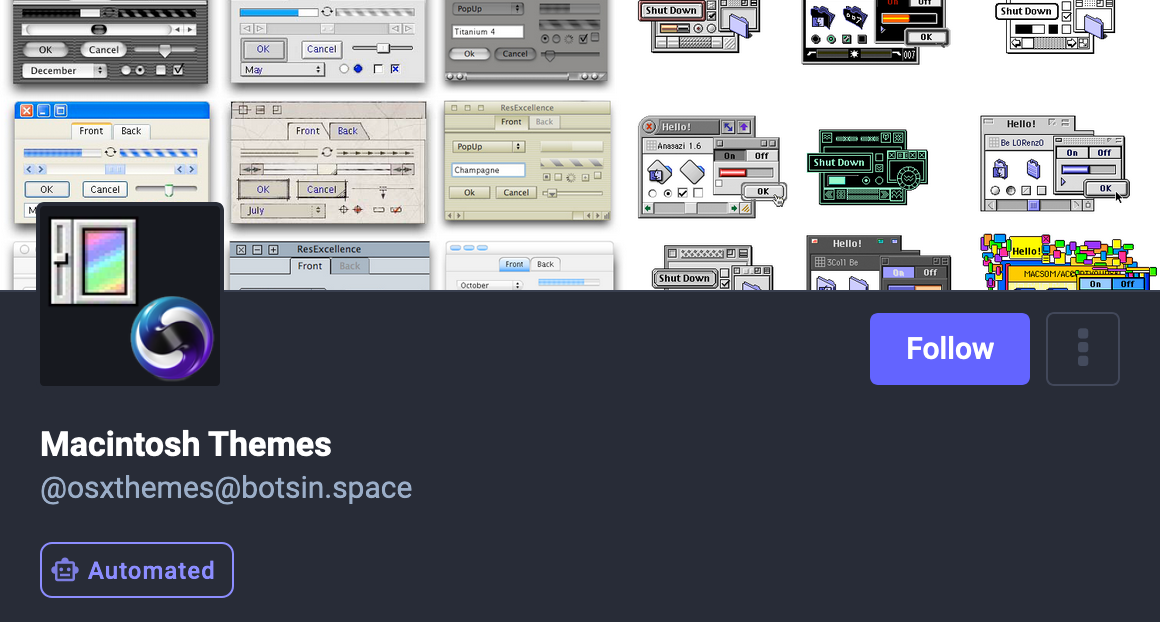 PopUp
Shut Down
On
Off
Shut Down
OK
Cancel
OK
Cancel
Titanium 4
OK
December
May
Ok
Cancel
007
ResExcellence
Hello!
Hello!
Front
Back
Front
Back
Front
Back
Anasazi 1.6
Be LORenzO
PopUp
On
Off
Shut Down
On
Off
OK
Cancel
OK
Cancel
Champagne
OK
OK
July
Ok
Cancel
ResExcellence
Hello!
Hello!
Front
Back
Front
Back
3Coll Be
MACSOM/ACC
October
Shut Down
On
Off
On
Off
Follow
Macintosh Themes
@osxthemes@botsin.space
Automated